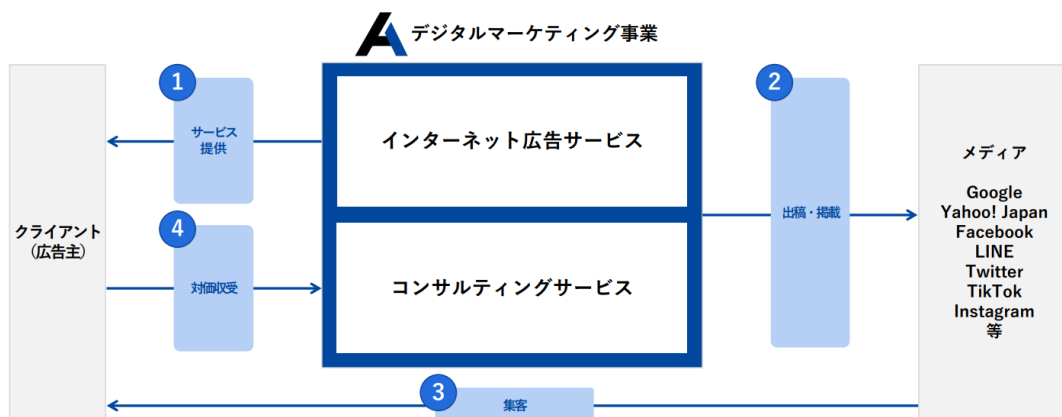 デジタルマーケティング事業
1
サービス
提供
インターネット広告サービス
2
出稿・掲載
メディア
Google
Yahoo! Japan
Facebook
LINE
Twitter
TikTok
Instagram
等
クライアント
(広告主)
4
対価収受
コンサルティングサービス
3
集客